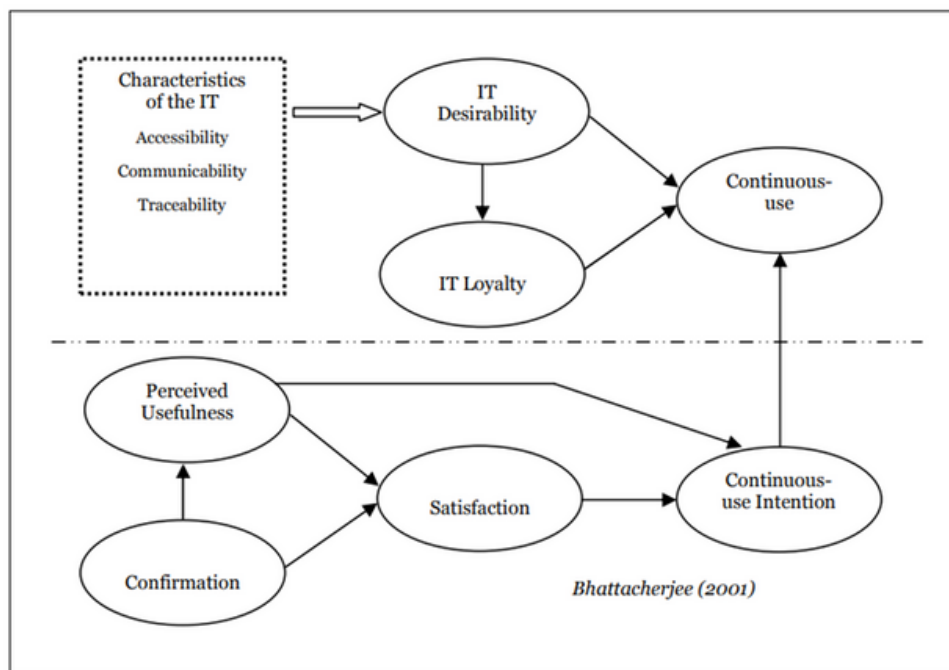 Characteristics
of the IT
Accessibility
Communicability
Traceability
IT
Desirability
Continuous-
use
IT Loyalty
Perceived
Usefulness
Satisfaction
Continuous-
use Intention
Confirmation
Bhattacherjee (2001)